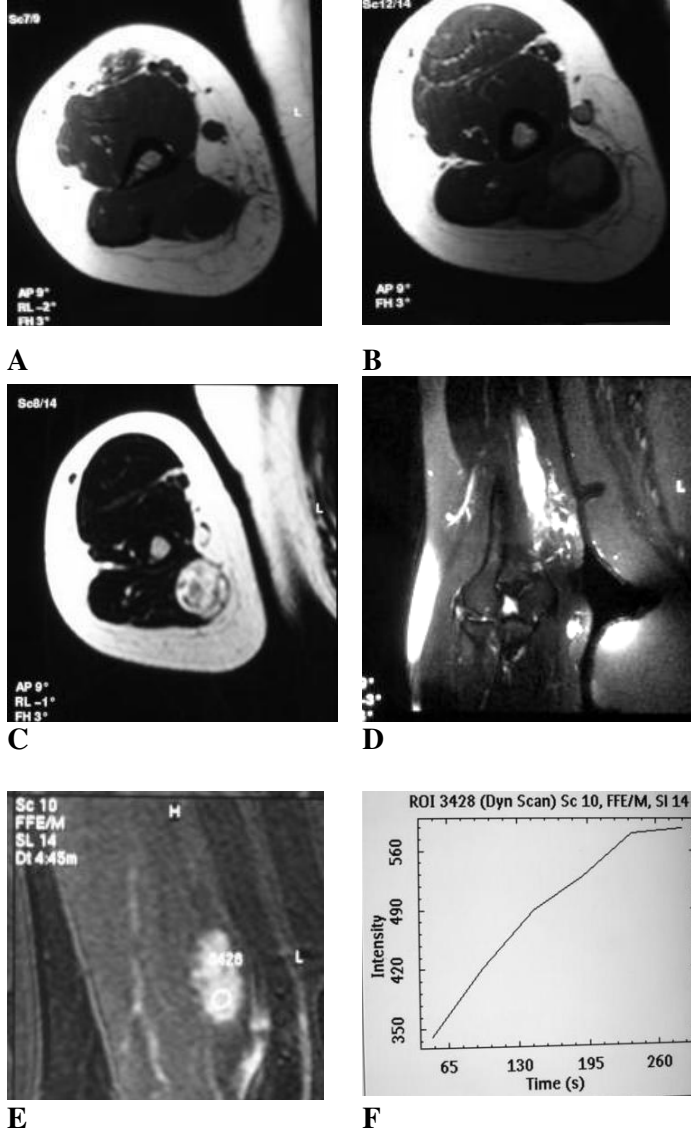 Sc7/9
L
AP 9°
RL -2°
FH 3°
A
Sc12/14
AP 9°
FH 3°
B
Sc8/14
L
AP 9°
RL -1°
FH 3°
C
L
D
Sc 10
FFE/M
SL 14
Dt 4:45m
H
3428
L
E
ROI 3428 (Dyn Scan) Sc 10, FFE/M, Sl 14
Intensity
560
490
420
350
65
130
195
260
Time (s)
F